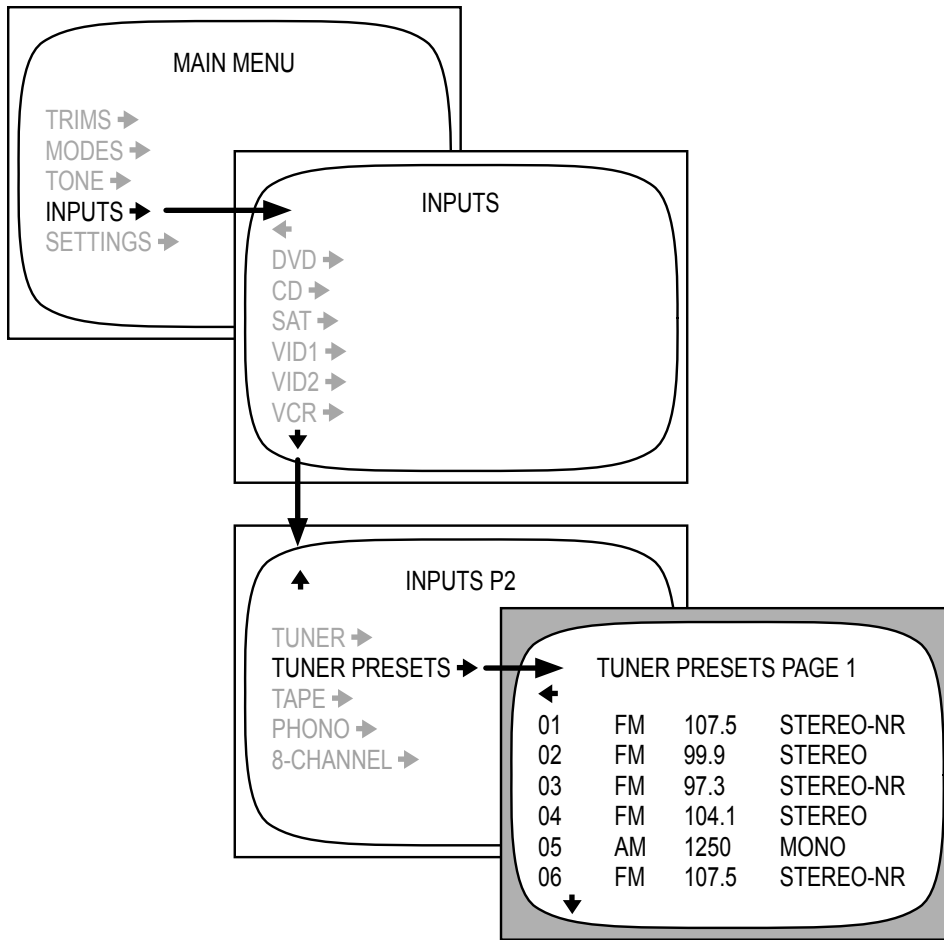 MAIN MENU
TRIMS
MODES
TONE
INPUTS
SETTINGS
INPUTS
DVD
CD
SAT
VID1
VID2
VCR
INPUTS P2
TUNER
TUNER PRESETS
TAPE
PHONO
8-CHANNEL
TUNER PRESETS PAGE 1
01 FM 107.5 STEREO-NR
02 FM 99.9 STEREO
03 FM 97.3 STEREO-NR
04 FM 104.1 STEREO
05 AM 1250 MONO
06 FM 107.5 STEREO-NR